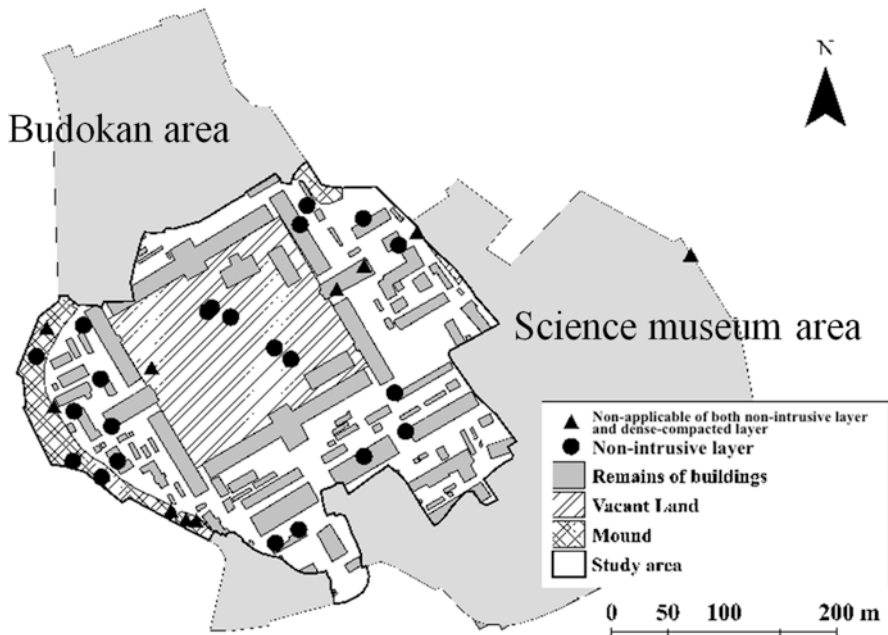 N
Budokan area
Science museum area
Non-applicable of both non-intrusive layer
and dense-compacted layer
Non-intrusive layer
Remains of buildings
Vacant Land
Mound
Study area
0 100 200 m